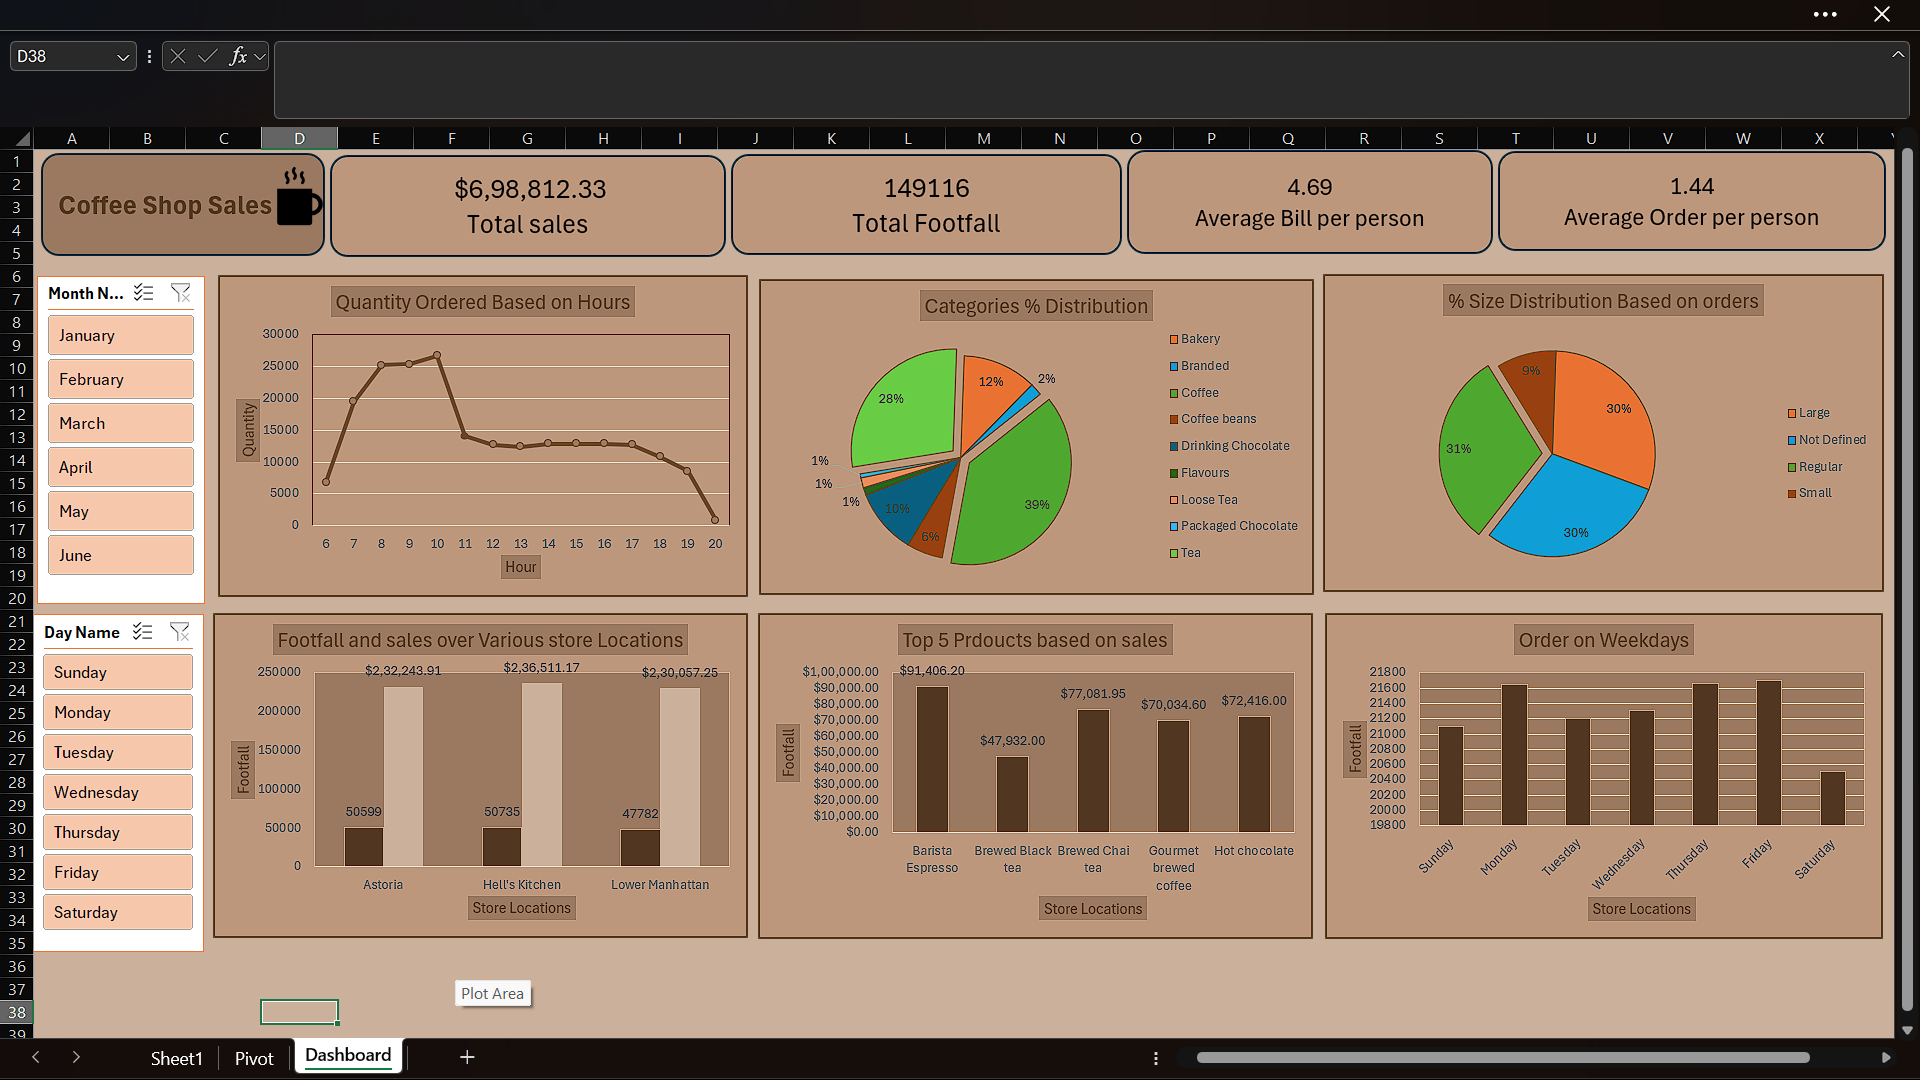 D38
fx
A B C D E F G H I J K L M N O P Q R S T U V W X
1
2
3
4
5
6
7
8
9
10
11
12
13
14
15
16
17
18
19
20
21
22
23
24
25
26
27
28
29
30
31
32
33
34
35
36
37
38
39
Coffee Shop Sales
$6,98,812.33
Total sales
149116
Total Footfall
4.69
Average Bill per person
1.44
Average Order per person
Month N...
January
February
March
April
May
June
Quantity Ordered Based on Hours
Quantity
30000
25000
20000
15000
10000
5000
0
6 7 8 9 10 11 12 13 14 15 16 17 18 19 20
Hour
Categories % Distribution
12%
2%
39%
6%
10%
1%
1%
1%
28%
Bakery
Branded
Coffee
Coffee beans
Drinking Chocolate
Flavours
Loose Tea
Packaged Chocolate
Tea
% Size Distribution Based on orders
30%
30%
31%
9%
Large
Not Defined
Regular
Small
Day Name
Sunday
Monday
Tuesday
Wednesday
Thursday
Friday
Saturday
Footfall and sales over Various store Locations
Footfall
250000
200000
150000
100000
50000
0
$2,32,243.91 $2,36,511.17 $2,30,057.25
50599 50735 47782
Astoria Hell's Kitchen Lower Manhattan
Store Locations
Top 5 Prdoucts based on sales
Footfall
$1,00,000.00
$90,000.00
$80,000.00
$70,000.00
$60,000.00
$50,000.00
$40,000.00
$30,000.00
$20,000.00
$10,000.00
$0.00
$91,406.20
$47,932.00
$77,081.95
$70,034.60
$72,416.00
Barista
Espresso
Brewed Black
tea
Brewed Chai
tea
Gourmet
brewed
coffee
Hot chocolate
Store Locations
Order on Weekdays
Footfall
21800
21600
21400
21200
21000
20800
20600
20400
20200
20000
19800
Sunday
Monday
Tuesday
Wednesday
Thursday
Friday
Saturday
Store Locations
Plot Area
Sheet1 Pivot Dashboard